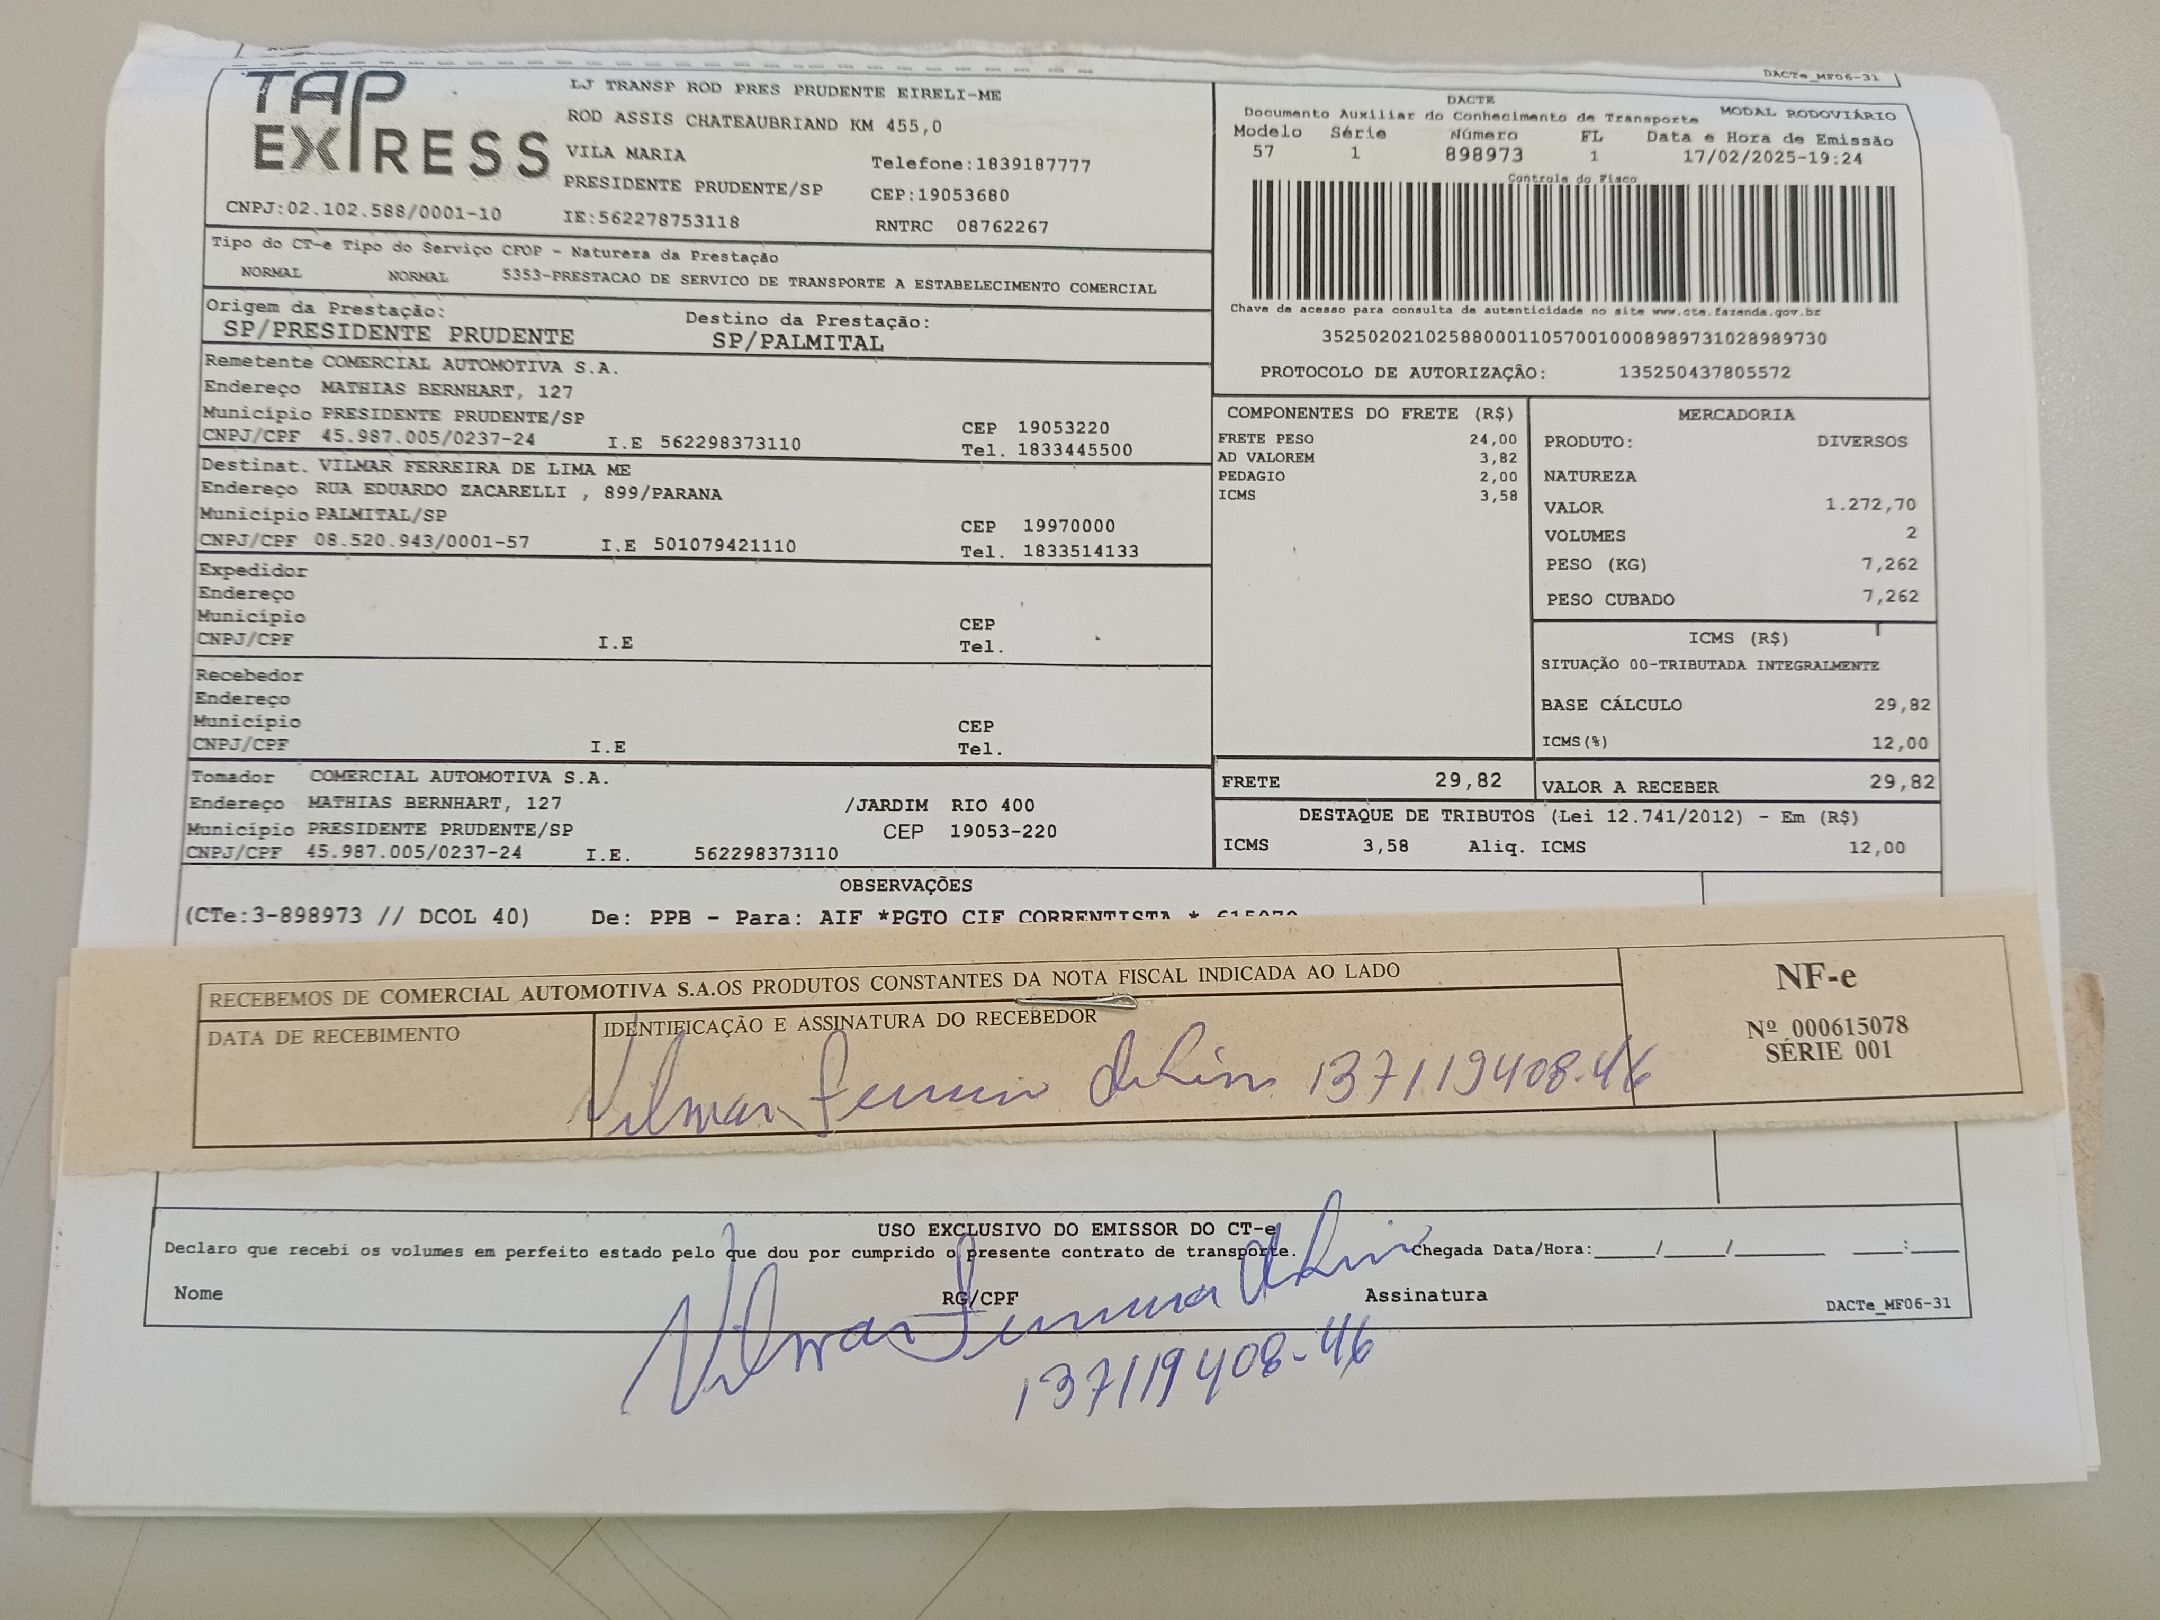 DACTe_MF06-31
TAP EXPRESS
LJ TRANSP ROD PRES PRUDENTE EIRELI-ME
ROD ASSIS CHATEAUBRIAND KM 455,0
VILA MARIA Telefone:1839187777
PRESIDENTE PRUDENTE/SP CEP:19053680
CNPJ:02.102.588/0001-10 IE:562278753118 RNTRC 08762267
DACTE MODAL RODOVIÁRIO
Documento Auxiliar do Conhecimento de Transporte
Modelo Série Número FL Data e Hora de Emissão
57 1 898973 1 17/02/2025-19:24
Controle do Fisco
Chave de acesso para consulta de autenticidade no site www.cte.fazenda.gov.br
35250202102588000110570010008989731028989730
PROTOCOLO DE AUTORIZAÇÃO: 135250437805572
Tipo do CT-e Tipo do Serviço CFOP - Natureza da Prestação
NORMAL NORMAL 5353-PRESTACAO DE SERVICO DE TRANSPORTE A ESTABELECIMENTO COMERCIAL
Origem da Prestação: Destino da Prestação:
SP/PRESIDENTE PRUDENTE SP/PALMITAL
Remetente COMERCIAL AUTOMOTIVA S.A.
Endereço MATHIAS BERNHART, 127
Município PRESIDENTE PRUDENTE/SP CEP 19053220
CNPJ/CPF 45.987.005/0237-24 I.E 562298373110 Tel. 1833445500
Destinat. VILMAR FERREIRA DE LIMA ME
Endereço RUA EDUARDO ZACARELLI , 899/PARANA
Município PALMITAL/SP CEP 19970000
CNPJ/CPF 08.520.943/0001-57 I.E 501079421110 Tel. 1833514133
Expedidor
Endereço
Município CEP
CNPJ/CPF I.E Tel.
Recebedor
Endereço
Município CEP
CNPJ/CPF I.E Tel.
Tomador COMERCIAL AUTOMOTIVA S.A.
Endereço MATHIAS BERNHART, 127 /JARDIM RIO 400
Município PRESIDENTE PRUDENTE/SP CEP 19053-220
CNPJ/CPF 45.987.005/0237-24 I.E. 562298373110
COMPONENTES DO FRETE (R$)
FRETE PESO 24,00
AD VALOREM 3,82
PEDAGIO 2,00
ICMS 3,58
MERCADORIA
PRODUTO: DIVERSOS
NATUREZA
VALOR 1.272,70
VOLUMES 2
PESO (KG) 7,262
PESO CUBADO 7,262
ICMS (R$)
SITUAÇÃO 00-TRIBUTADA INTEGRALMENTE
BASE CÁLCULO 29,82
ICMS(%) 12,00
FRETE 29,82 VALOR A RECEBER 29,82
DESTAQUE DE TRIBUTOS (Lei 12.741/2012) - Em (R$)
ICMS 3,58 Aliq. ICMS 12,00
OBSERVAÇÕES
(CTe:3-898973 // DCOL 40) De: PPB - Para: AIF *PGTO CIF CORRENTISTA *
RECEBEMOS DE COMERCIAL AUTOMOTIVA S.A.OS PRODUTOS CONSTANTES DA NOTA FISCAL INDICADA AO LADO
DATA DE RECEBIMENTO IDENTIFICAÇÃO E ASSINATURA DO RECEBEDOR
Vilmar Ferreira de Lima 137119408-46
NF-e
Nº 000615078
SÉRIE 001
USO EXCLUSIVO DO EMISSOR DO CT-e
Declaro que recebi os volumes em perfeito estado pelo que dou por cumprido o presente contrato de transporte. Chegada Data/Hora:____/____/________ ____:____
Nome RG/CPF Assinatura
DACTe_MF06-31
Vilmar Ferreira de Lima
137119408-46